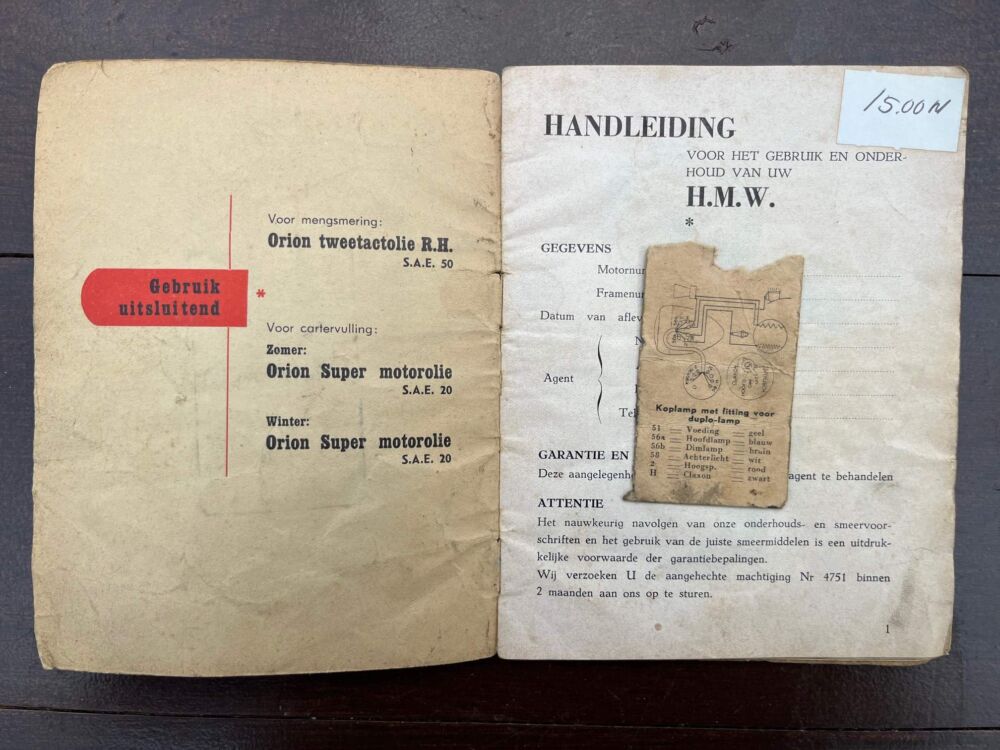 Gebruik
uitsluitend
*
Voor mengsmering:
Orion tweetactolie R.H.
S.A.E. 50
Voor cartervulling:
Zomer:
Orion Super motorolie
S.A.E. 20
Winter:
Orion Super motorolie
S.A.E. 20
15.00 N
HANDLEIDING
VOOR HET GEBRUIK EN ONDER-
HOUD VAN UW
H.M.W.
*
GEGEVENS
Motornu
Framenu
Datum van aflev
Agent
GARANTIE EN
Deze aangelegenh
agent te behandelen
Koplamp met fitting voor
duplo-lamp
51 — Voeding — geel
56a — Hoofdlamp — blauw
56b — Dimlamp — bruin
58 — Achterlicht — wit
2 — Hoogsp. — rood
H — Claxon — zwart
ATTENTIE
Het nauwkeurig navolgen van onze onderhouds- en smeervoor-
schriften en het gebruik van de juiste smeermiddelen is een uitdruk-
kelijke voorwaarde der garantiebepalingen.
Wij verzoeken U de aangehechte machtiging Nr 4751 binnen
2 maanden aan ons op te sturen.
1